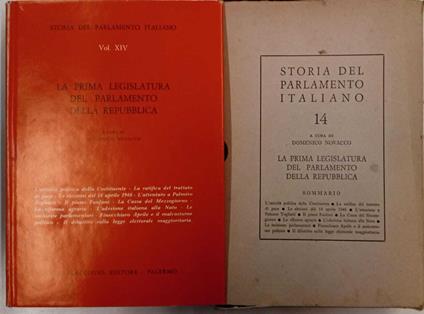 STORIA DEL PARLAMENTO ITALIANO
Vol. XIV
LA PRIMA LEGISLATURA
DEL PARLAMENTO
DELLA REPUBBLICA
A CURA DI
DOMENICO NOVACCO
L'attività politica della Costituente - La ratifica del trattato
di pace - Le elezioni del 18 aprile 1948 - L'attentato a Palmiro
Togliatti - Il piano Fanfani - La Cassa del Mezzogiorno -
La riforma agraria - L'adesione italiana alla Nato - Le
inchieste parlamentari - Finocchiaro Aprile e il malcostume
politico - Il dibattito sulla legge elettorale maggioritaria
FLACCOVIO EDITORE - PALERMO
STORIA DEL
PARLAMENTO
ITALIANO
14
A CURA DI
DOMENICO NOVACCO
LA PRIMA LEGISLATURA
DEL PARLAMENTO
DELLA REPUBBLICA
SOMMARIO
L'attività politica della Costituente • La ratifica del trattato
di pace • Le elezioni del 18 aprile 1948 • L'attentato a
Palmiro Togliatti • Il piano Fanfani • La Cassa del Mezzo-
giorno • La riforma agraria • L'adesione italiana alla Nato •
Le inchieste parlamentari • Finocchiaro Aprile e il malcostume
politico • Il dibattito sulla legge elettorale maggioritaria